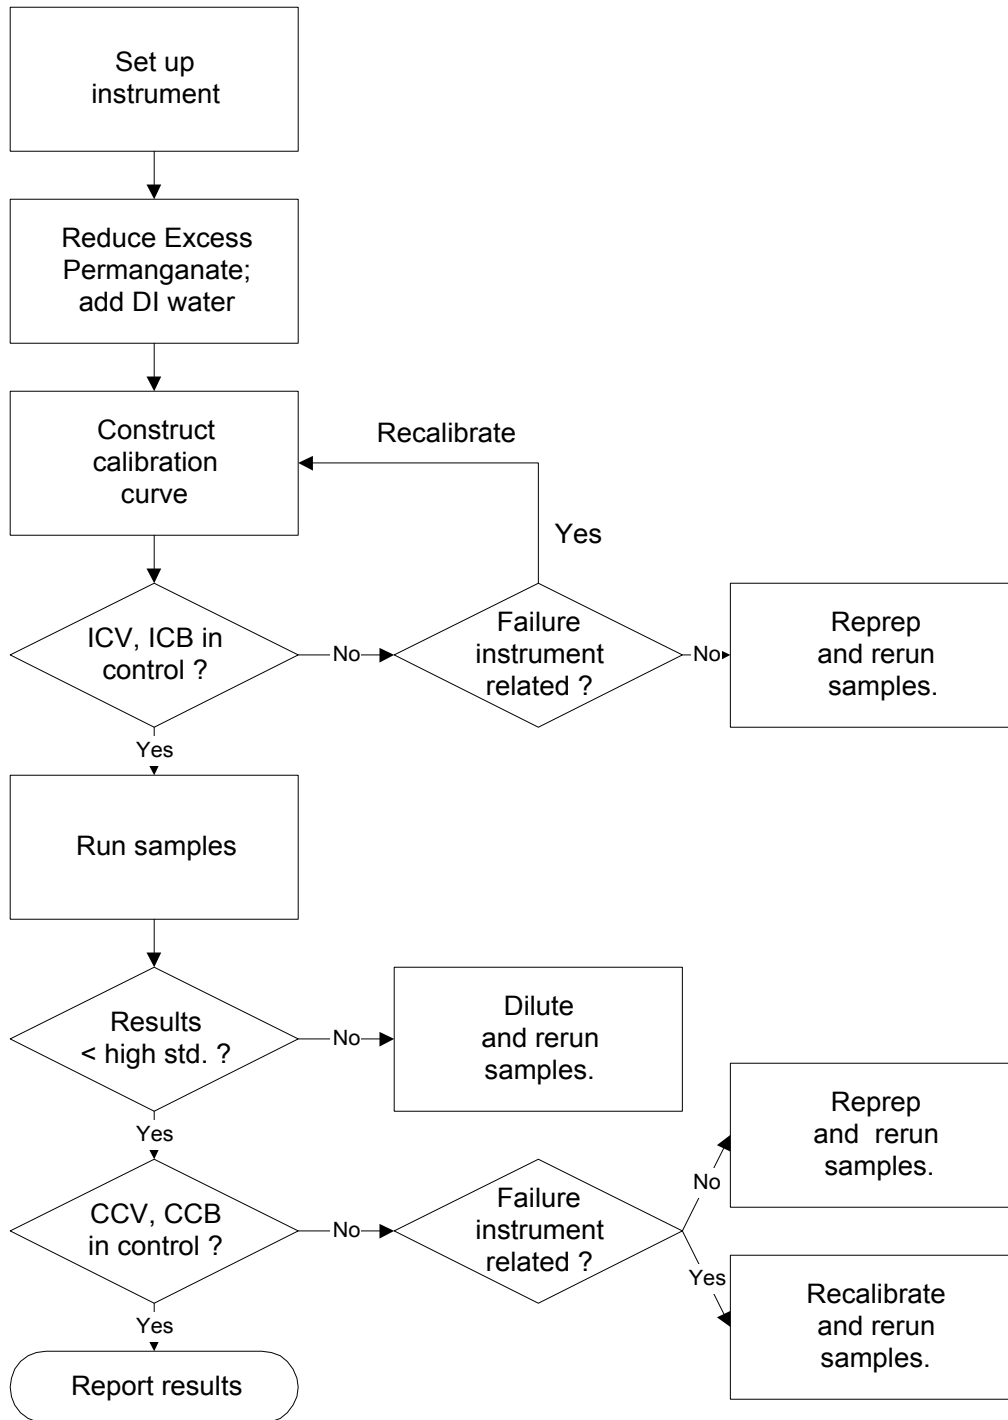 Set up
instrument
Reduce Excess
Permanganate;
add DI water
Construct
calibration
curve
Recalibrate
Yes
ICV, ICB in
control ?
No
Failure
instrument
related ?
No
Reprep
and rerun
samples.
Yes
Run samples
Results
< high std. ?
No
Dilute
and rerun
samples.
Yes
CCV, CCB
in control ?
No
Failure
instrument
related ?
No
Reprep
and rerun
samples.
Yes
Recalibrate
and rerun
samples.
Yes
Report results